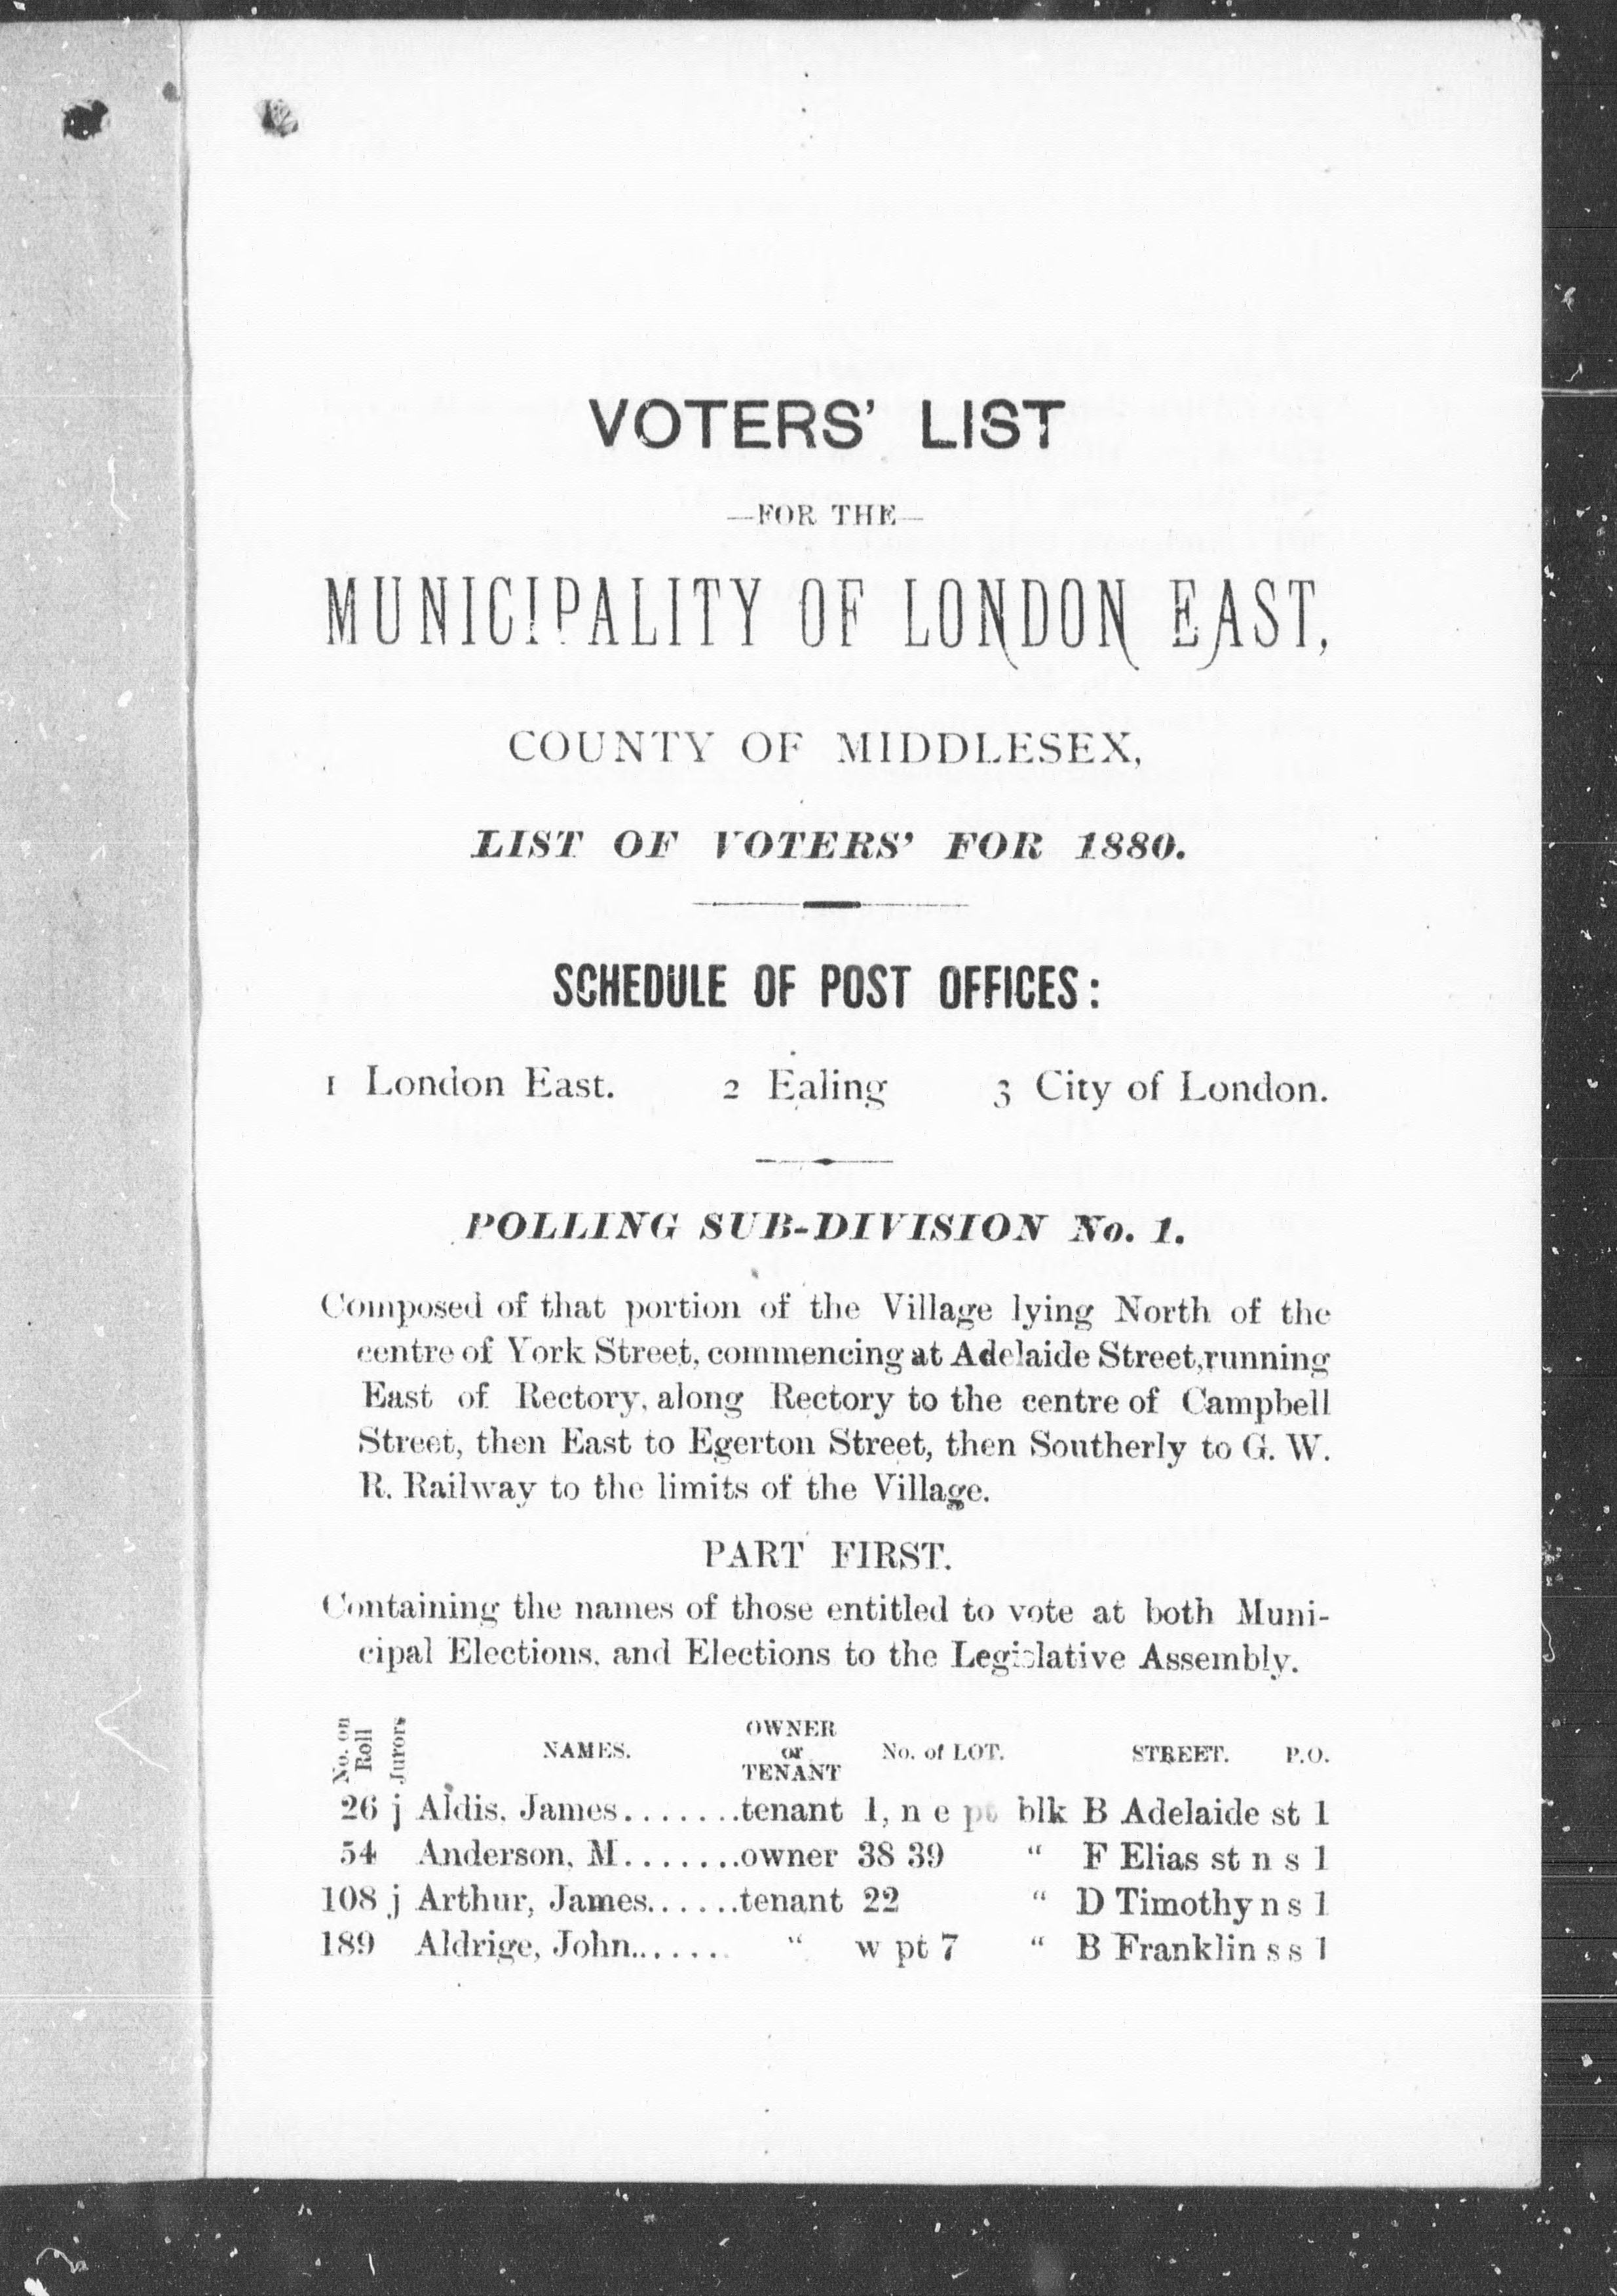 VOTERS' LIST
—FOR THE—
MUNICIPALITY OF LONDON EAST,
COUNTY OF MIDDLESEX,
LIST OF VOTERS' FOR 1880.
SCHEDULE OF POST OFFICES:
1 London East. 2 Ealing 3 City of London.
POLLING SUB-DIVISION No. 1.
Composed of that portion of the Village lying North of the
centre of York Street, commencing at Adelaide Street, running
East of Rectory, along Rectory to the centre of Campbell
Street, then East to Egerton Street, then Southerly to G. W.
R. Railway to the limits of the Village.
PART FIRST.
Containing the names of those entitled to vote at both Muni-
cipal Elections, and Elections to the Legislative Assembly.
No. on Roll Jurors NAMES. OWNER or TENANT No. of LOT. STREET. P.O.
26 j Aldis, James.......tenant 1, n e pt blk B Adelaide st 1
54 Anderson, M.......owner 38 39 " F Elias st n s 1
108 j Arthur, James......tenant 22 " D Timothy n s 1
189 Aldrige, John....... " w pt 7 " B Franklin s s 1